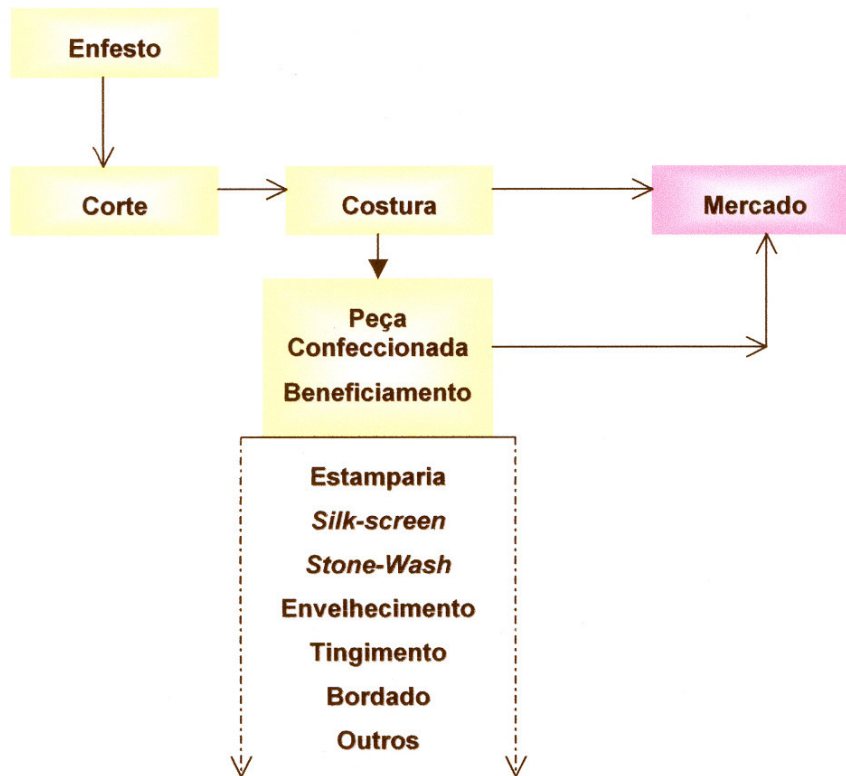 Enfesto
Corte
Costura
Mercado
Peça
Confeccionada
Beneficiamento
Estamparia
Silk-screen
Stone-Wash
Envelhecimento
Tingimento
Bordado
Outros